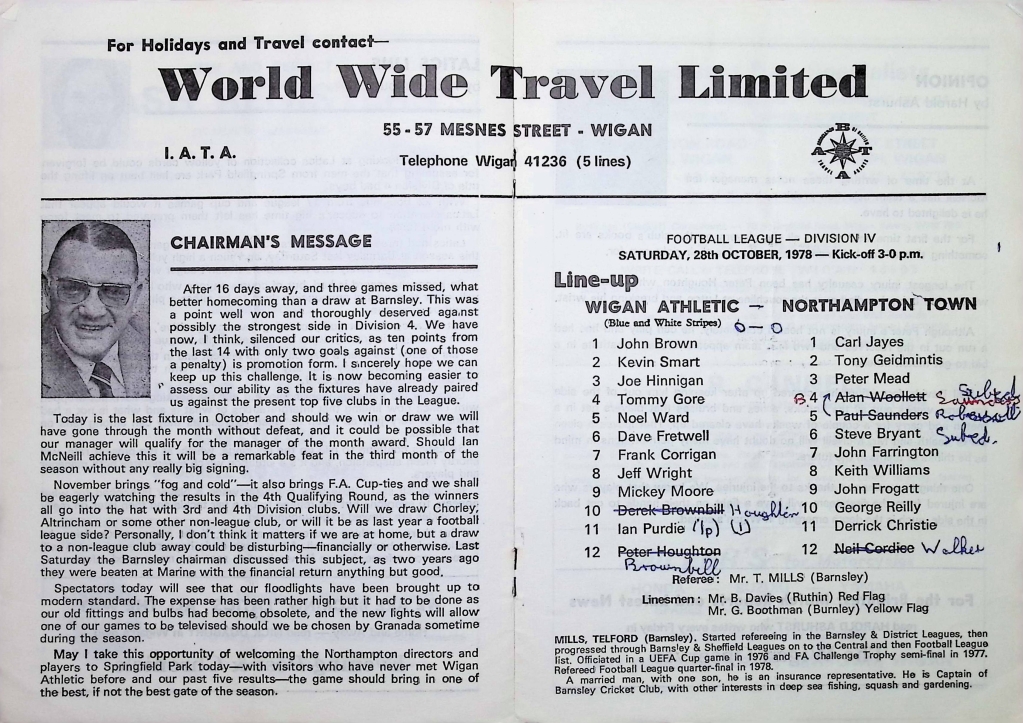 For Holidays and Travel contact—
World Wide Travel Limited
55-57 MESNES STREET - WIGAN
I. A. T. A.
Telephone Wigan 41236 (5 lines)
CHAIRMAN'S MESSAGE
After 16 days away, and three games missed, what
better homecoming than a draw at Barnsley. This was
a point well won and thoroughly deserved against
possibly the strongest side in Division 4. We have
now, I think, silenced our critics, as ten points from
the last 14 with only two goals against (one of those
a penalty) is promotion form. I sincerely hope we can
keep up this challenge. It is now becoming easier to
assess our ability as the fixtures have already paired
us against the present top five clubs in the League.
Today is the last fixture in October and should we win or draw we will
have gone through the month without defeat, and it could be possible that
our manager will qualify for the manager of the month award. Should Ian
McNeill achieve this it will be a remarkable feat in the third month of the
season without any really big signing.
November brings "fog and cold"—it also brings F.A. Cup-ties and we shall
be eagerly watching the results in the 4th Qualifying Round, as the winners
all go into the hat with 3rd and 4th Division clubs. Will we draw Chorley,
Altrincham or some other non-league club, or will it be as last year a football
league side? Personally, I don't think it matters if we are at home, but a draw
to a non-league club away could be disturbing—financially or otherwise. Last
Saturday the Barnsley chairman discussed this subject, as two years ago
they were beaten at Marine with the financial return anything but good.
Spectators today will see that our floodlights have been brought up to
modern standard. The expense has been rather high but it had to be done as
our old fittings and bulbs had become obsolete, and the new lights will allow
one of our games to be televised should we be chosen by Granada sometime
during the season.
May I take this opportunity of welcoming the Northampton directors and
players to Springfield Park today—with visitors who have never met Wigan
Athletic before and our past five results—the game should bring in one of
the best, if not the best gate of the season.
FOOTBALL LEAGUE — DIVISION IV
SATURDAY, 28th OCTOBER, 1978 — Kick-off 3-0 p.m.
Line-up
WIGAN ATHLETIC — NORTHAMPTON TOWN
(Blue and White Stripes) 0-0
1 John Brown Carl Jayes
2 Kevin Smart 2 Tony Geidmintis
3 Joe Hinnigan 3 Peter Mead
4 Tommy Gore B. 4 Alan Woollett Saunders
5 Noel Ward 5 Paul Saunders
6 Dave Fretwell 6 Steve Bryant Subed.
7 Frank Corrigan 7 John Farrington
8 Jeff Wright 8 Keith Williams
9 Mickey Moore 9 John Frogatt
10 Derek Brownbill Houghton 10 George Reilly
11 Ian Purdie (1p) (1) 11 Derrick Christie
12 Peter Houghton 12 Neil Cordice Walker
Brownbill
Referee: Mr. T. MILLS (Barnsley)
Linesmen: Mr. B. Davies (Ruthin) Red Flag
Mr. G. Boothman (Burnley) Yellow Flag
MILLS, TELFORD (Barnsley). Started refereeing in the Barnsley & District Leagues, then
progressed through Barnsley & Sheffield Leagues on to the Central and then Football League
list. Officiated in a UEFA Cup game in 1976 and FA Challenge Trophy semi-final in 1977.
Refereed Football League quarter-final in 1978.
A married man, with one son, he is an insurance representative. He is Captain of
Barnsley Cricket Club, with other interests in deep sea fishing, squash and gardening.